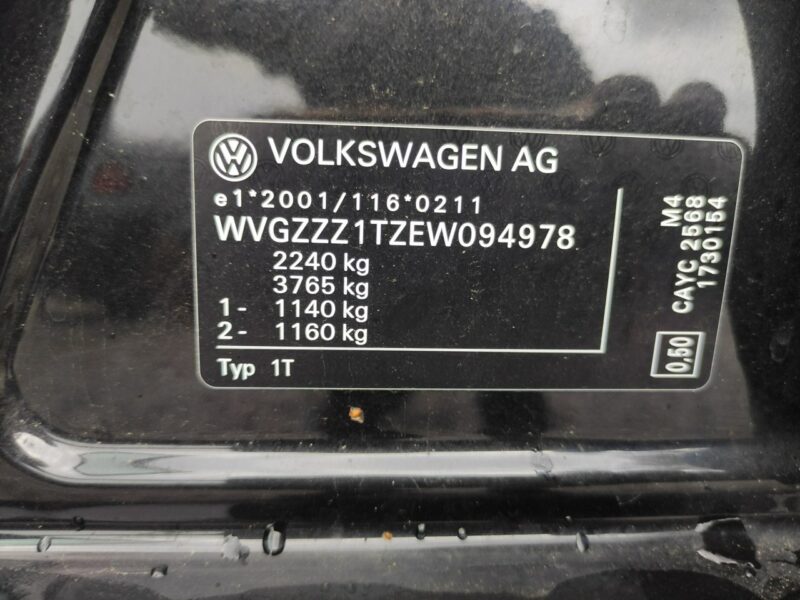 VOLKSWAGEN AG
e1*2001/116*0211
WVGZZZ1TZEW094978
2240 kg
3765 kg
1- 1140 kg
2- 1160 kg
Typ 1T
M4
CAYC 2568
1730154
0,50